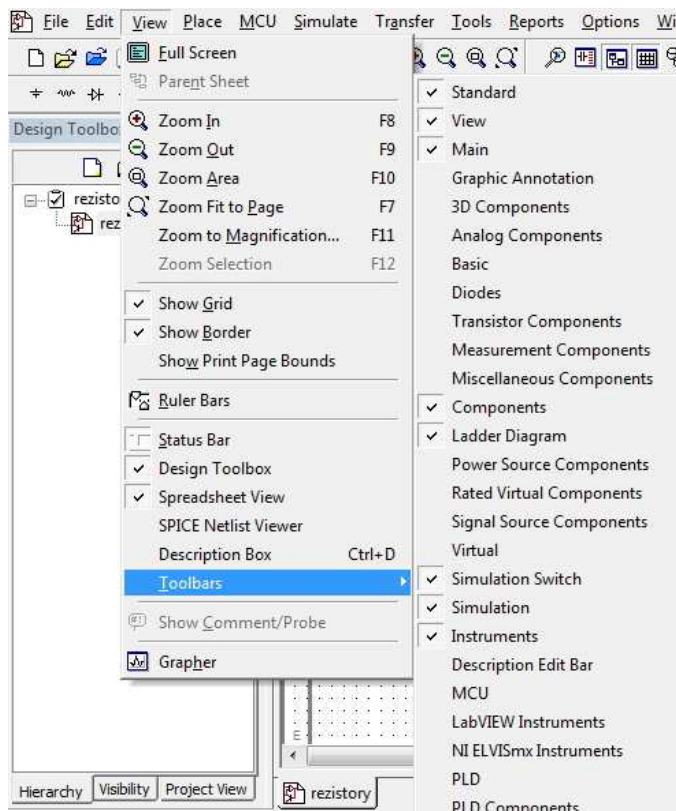 File Edit View Place MCU Simulate Transfer Tools Reports Options
Design Toolbo
rezisto
rez
Full Screen
Parent Sheet
Zoom In F8
Zoom Out F9
Zoom Area F10
Zoom Fit to Page F7
Zoom to Magnification... F11
Zoom Selection F12
Show Grid
Show Border
Show Print Page Bounds
Ruler Bars
Status Bar
Design Toolbox
Spreadsheet View
SPICE Netlist Viewer
Description Box Ctrl+D
Toolbars
Show Comment/Probe
Grapher
Standard
View
Main
Graphic Annotation
3D Components
Analog Components
Basic
Diodes
Transistor Components
Measurement Components
Miscellaneous Components
Components
Ladder Diagram
Power Source Components
Rated Virtual Components
Signal Source Components
Virtual
Simulation Switch
Simulation
Instruments
Description Edit Bar
MCU
LabVIEW Instruments
NI ELVISmx Instruments
PLD
PLD Components
E
Hierarchy Visibility Project View
rezistory